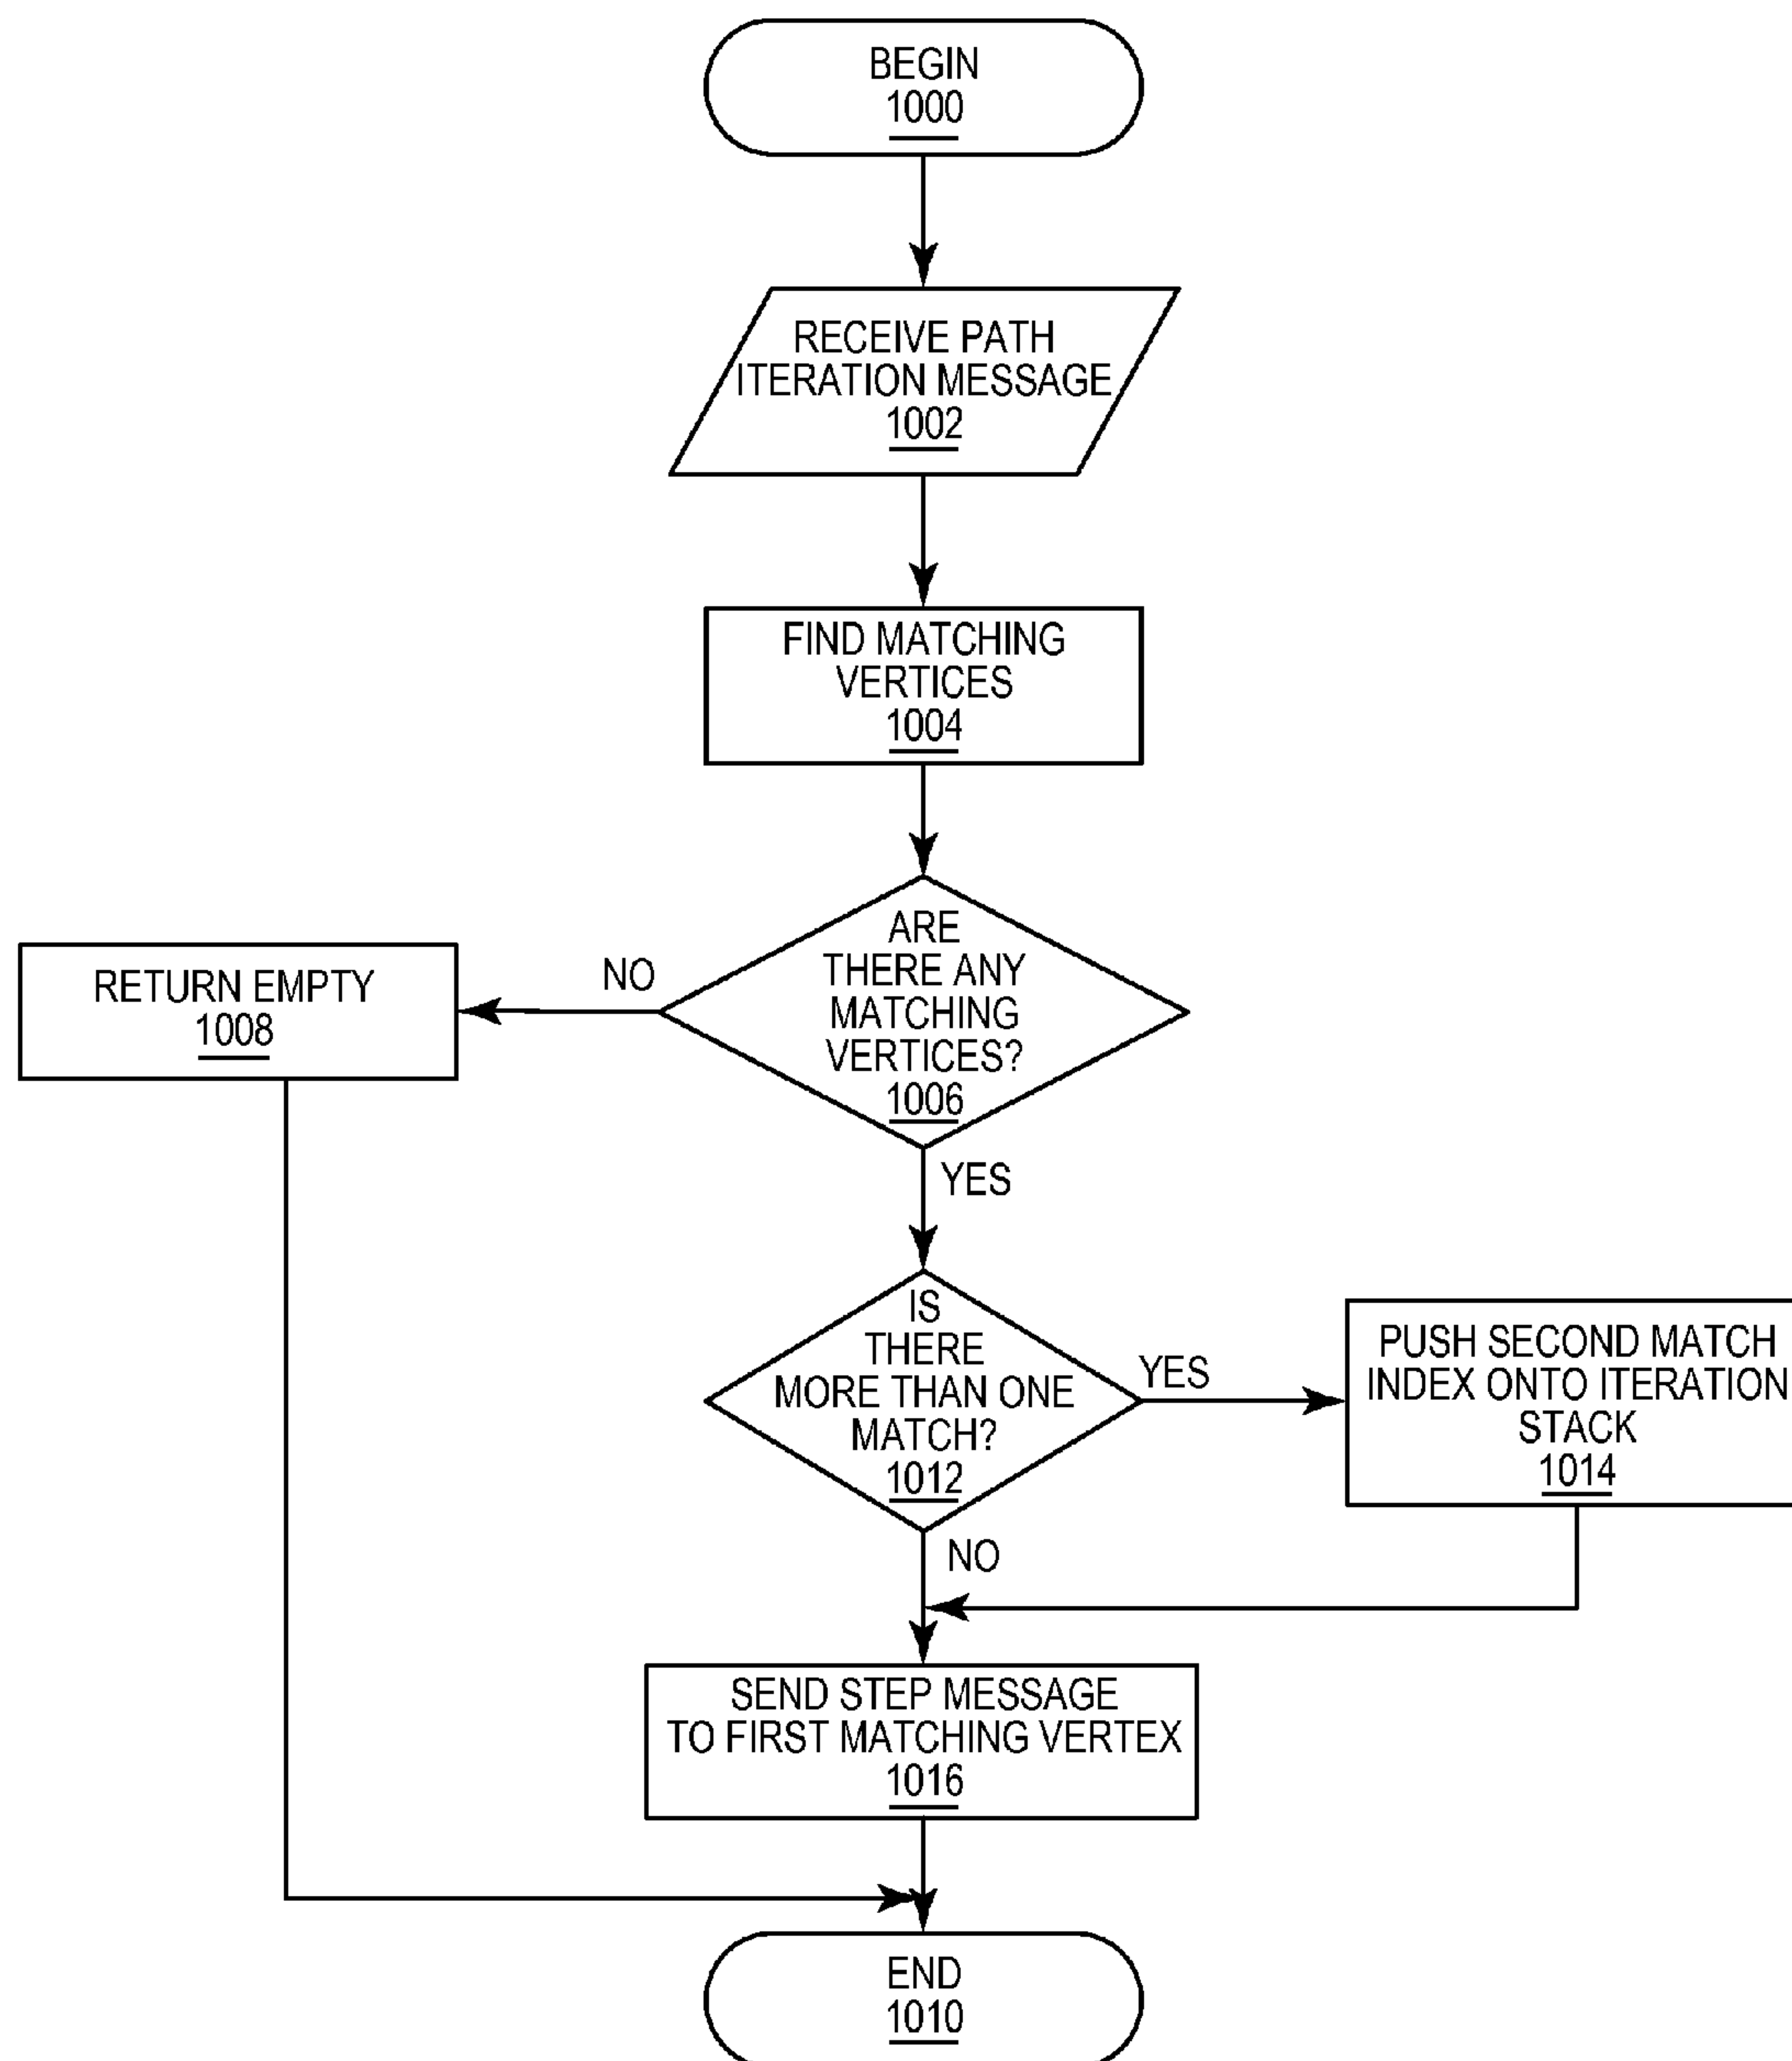 BEGIN
1000
RECEIVE PATH
ITERATION MESSAGE
1002
FIND MATCHING
VERTICES
1004
ARE
THERE ANY
MATCHING
VERTICES?
1006
NO
RETURN EMPTY
1008
YES
IS
THERE
MORE THAN ONE
MATCH?
1012
YES
PUSH SECOND MATCH
INDEX ONTO ITERATION
STACK
1014
NO
SEND STEP MESSAGE
TO FIRST MATCHING VERTEX
1016
END
1010